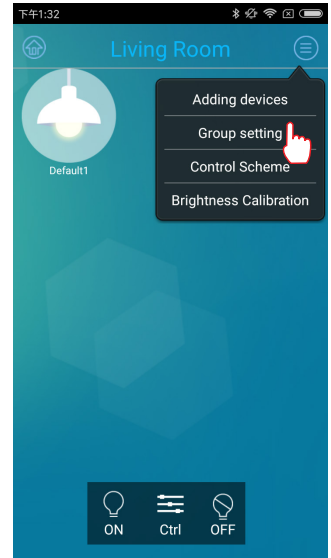 下午1:32
Living Room
Adding devices
Group setting
Control Scheme
Brightness Calibration
Default1
ON
Ctrl
OFF